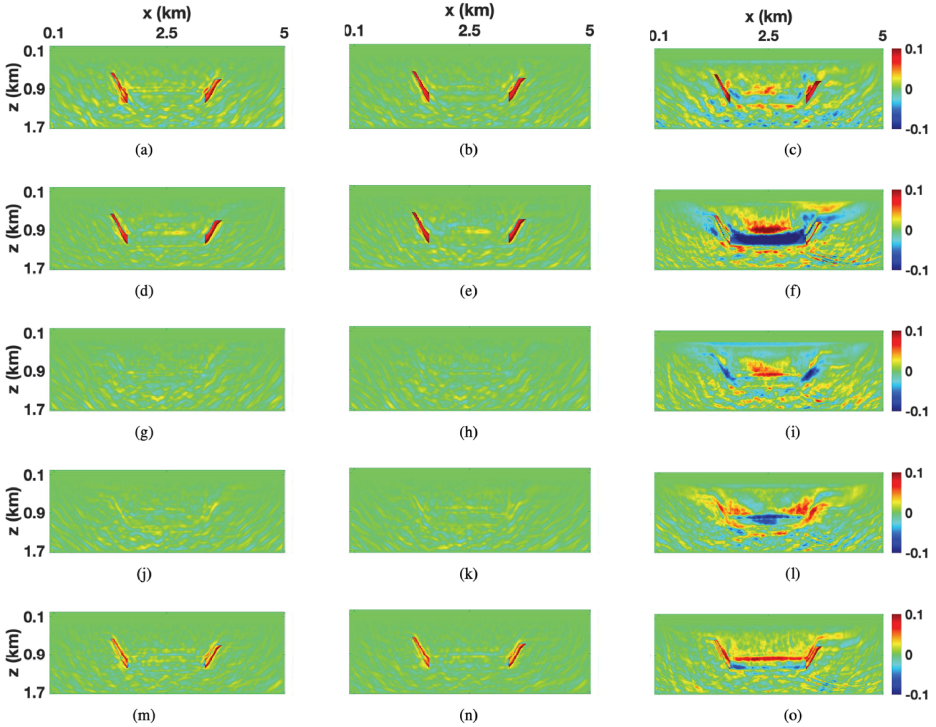 x (km) x (km) x (km)
0.1 2.5 5 0.1 2.5 5 0.1 2.5 5
z (km) 0.1 0.9 1.7 0.1 0 -0.1
(a) (b) (c)
z (km) 0.1 0.9 1.7 0.1 0 -0.1
(d) (e) (f)
z (km) 0.1 0.9 1.7 0.1 0 -0.1
(g) (h) (i)
z (km) 0.1 0.9 1.7 0.1 0 -0.1
(j) (k) (l)
z (km) 0.1 0.9 1.7 0.1 0 -0.1
(m) (n) (o)